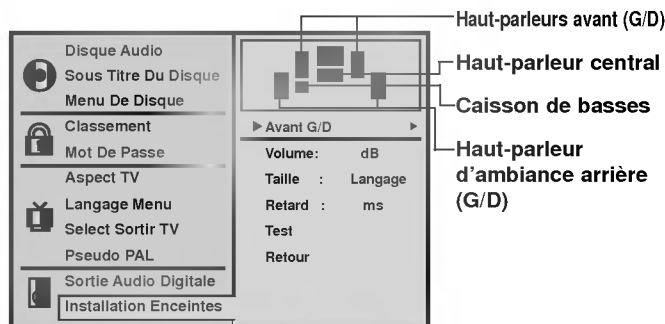 Disque Audio
Sous Titre Du Disque
Menu De Disque
Classement
Mot De Passe
Aspect TV
Langage Menu
Select Sortir TV
Pseudo PAL
Sortie Audio Digitale
Installation Enceintes
Avant G/D
Volume: dB
Taille : Langage
Retard : ms
Test
Retour
Haut-parleurs avant (G/D)
Haut-parleur central
Caisson de basses
Haut-parleur
d'ambiance arrière
(G/D)